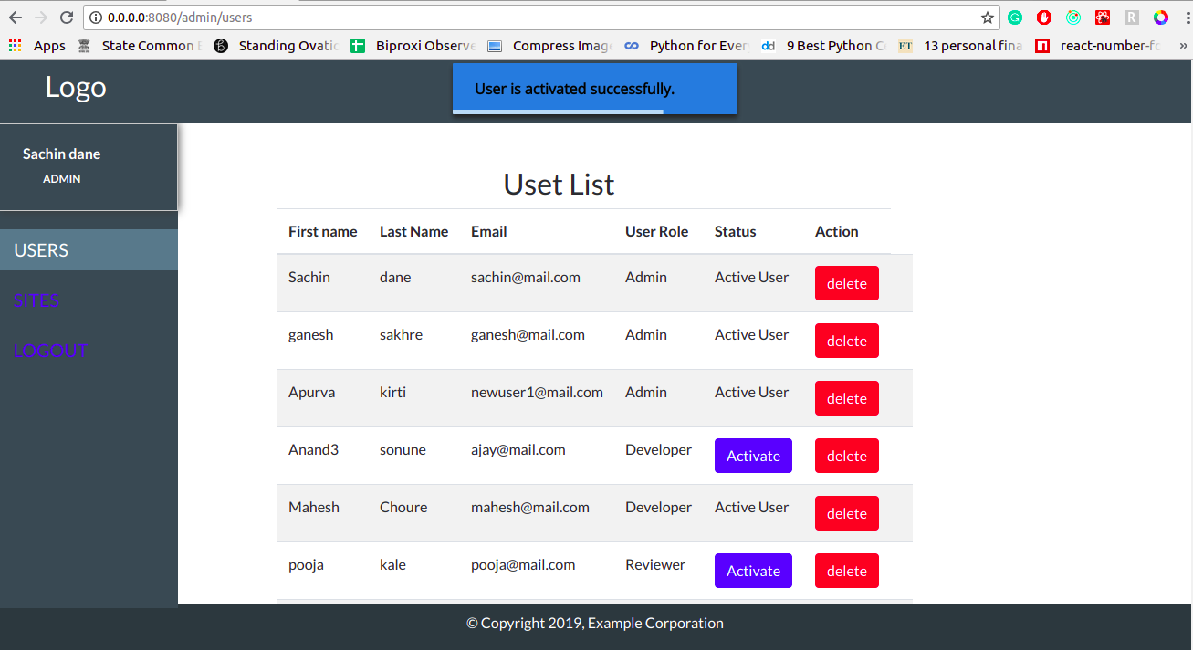 0.0.0.0:8080/admin/users
Apps State Common Standing Ovatic Biproxi Observe Compress Imag Python for Ever 9 Best Python C 13 personal fina react-number-fo »
Logo
User is activated successfully.
Sachin dane
ADMIN
USERS
SITES
LOGOUT
Uset List
First name Last Name Email User Role Status Action
Sachin dane sachin@mail.com Admin Active User delete
ganesh sakhre ganesh@mail.com Admin Active User delete
Apurva kirti newuser1@mail.com Admin Active User delete
Anand3 sonune ajay@mail.com Developer Activate delete
Mahesh Choure mahesh@mail.com Developer Active User delete
pooja kale pooja@mail.com Reviewer Activate delete
© Copyright 2019, Example Corporation